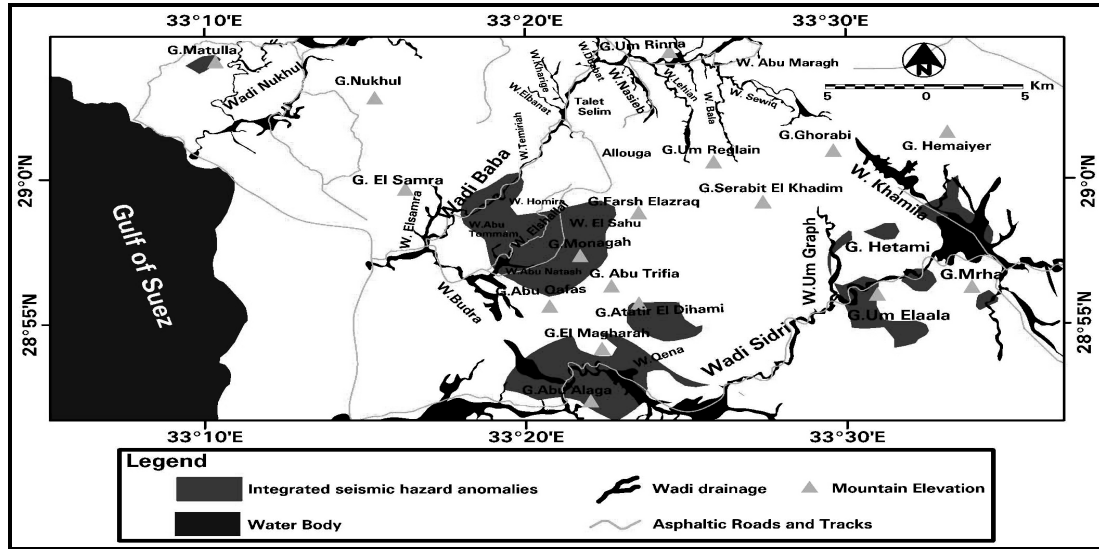 33°10'E
33°20'E
33°30'E
G.Matulla
Wadi Nukhul
G.Nukhul
W.Kharige
W.Elbanat
W.Dbabat
G.Um Rinna
W.Nasieb
W.Lehian
W. Bala
W. Abu Maragh
W. Sewiq
N
5
0
5
Km
Talet
Selim
W.Temiriah
Allouga
G.Um Reglain
G.Ghorabi
G. Hemaiyer
29°0'N
29°0'N
G. El Samra
Wadi Baba
W. Elsamra
W. Homira
G.Farsh Elazraq
G.Serabit El Khadim
W. Khamila
W.Abu
Tommam
W. Elshallal
W. El Sahu
G.Monagah
W.Um Graph
G. Hetami
Gulf of Suez
W.Abu Natash
G. Abu Trifia
G.Mrha
W.Budra
G.Abu Qafas
G.Atatir El Dihami
G.Um Elaala
28°55'N
28°55'N
G.El Magharah
W.Qena
Wadi Sidri
G.Abu Alaga
33°10'E
33°20'E
33°30'E
Legend
Integrated seismic hazard anomalies
Wadi drainage
Mountain Elevation
Water Body
Asphaltic Roads and Tracks